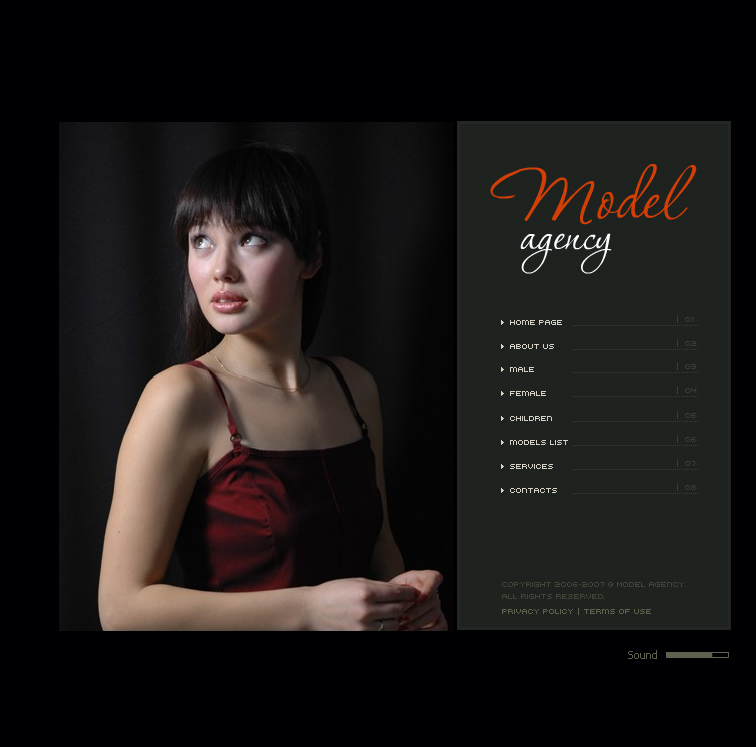 Model
agency
HOME PAGE | 01
ABOUT US | 02
MALE | 03
FEMALE | 04
CHILDREN | 05
MODELS LIST | 06
SERVICES | 07
CONTACTS | 08
COPYRIGHT 2006-2007 © MODEL AGENCY.
ALL RIGHTS RESERVED.
PRIVACY POLICY | TERMS OF USE
Sound